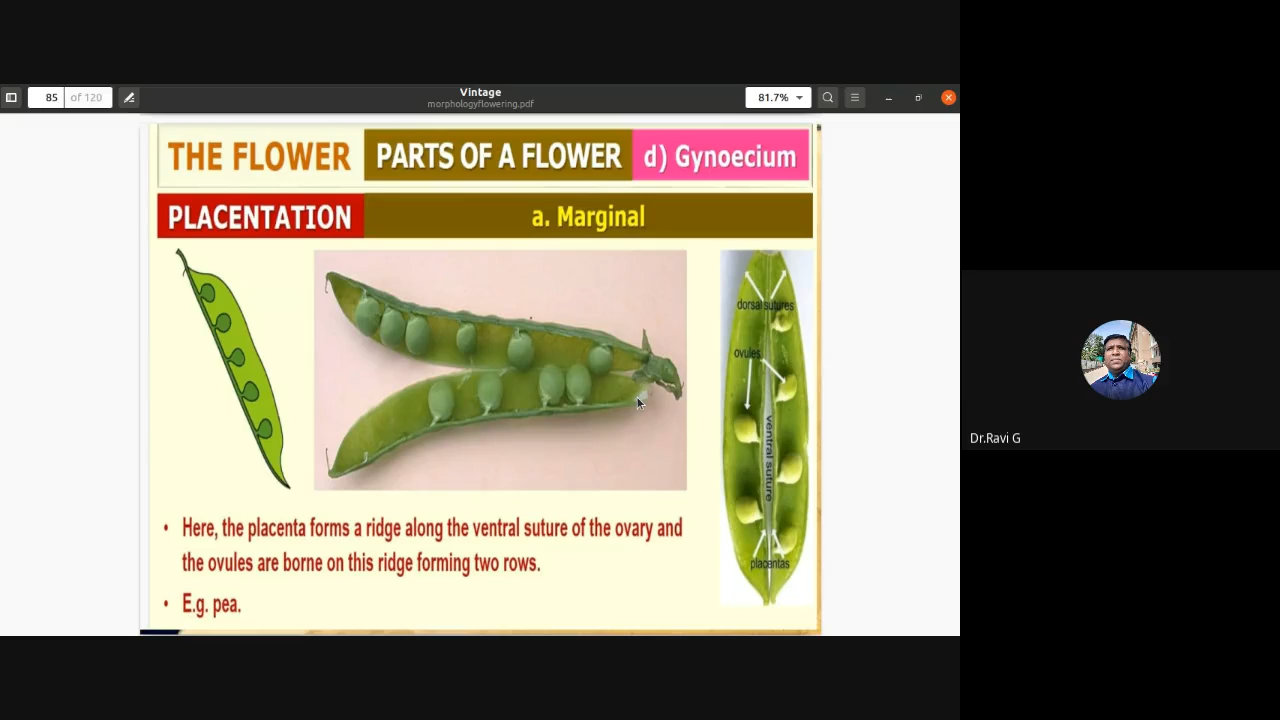 Vintage
morphologyflowering.pdf
85 of 120
81.7%
THE FLOWER
PARTS OF A FLOWER
d) Gynoecium
PLACENTATION
a. Marginal
dorsal sutures
ovules
ventral suture
placentas
• Here, the placenta forms a ridge along the ventral suture of the ovary and
the ovules are borne on this ridge forming two rows.
• E.g. pea.
Dr.Ravi G